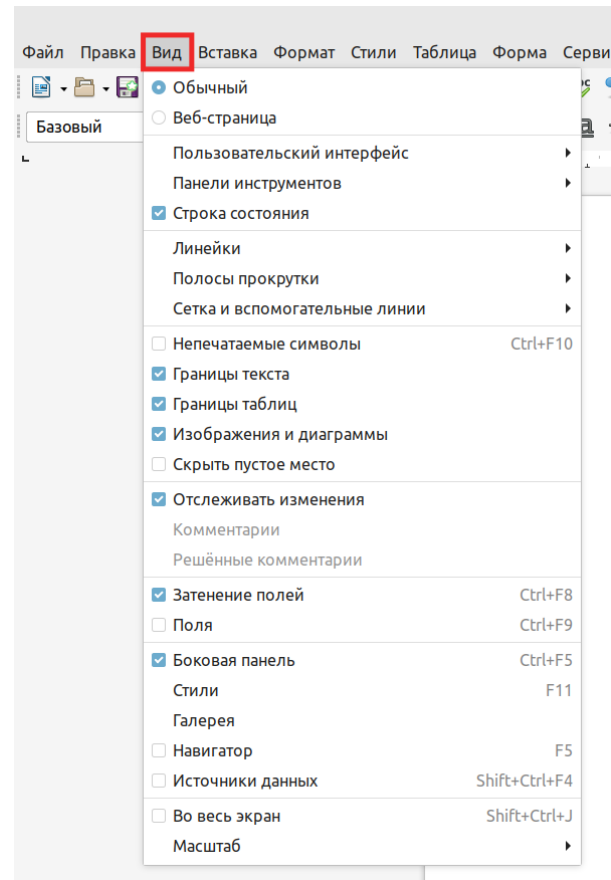 Файл Правка Вид Вставка Формат Стили Таблица Форма Серви
Базовый
Обычный
Веб-страница
Пользовательский интерфейс
Панели инструментов
Строка состояния
Линейки
Полосы прокрутки
Сетка и вспомогательные линии
Непечатаемые символы Ctrl+F10
Границы текста
Границы таблиц
Изображения и диаграммы
Скрыть пустое место
Отслеживать изменения
Комментарии
Решённые комментарии
Затенение полей Ctrl+F8
Поля Ctrl+F9
Боковая панель Ctrl+F5
Стили F11
Галерея
Навигатор F5
Источники данных Shift+Ctrl+F4
Во весь экран Shift+Ctrl+J
Масштаб